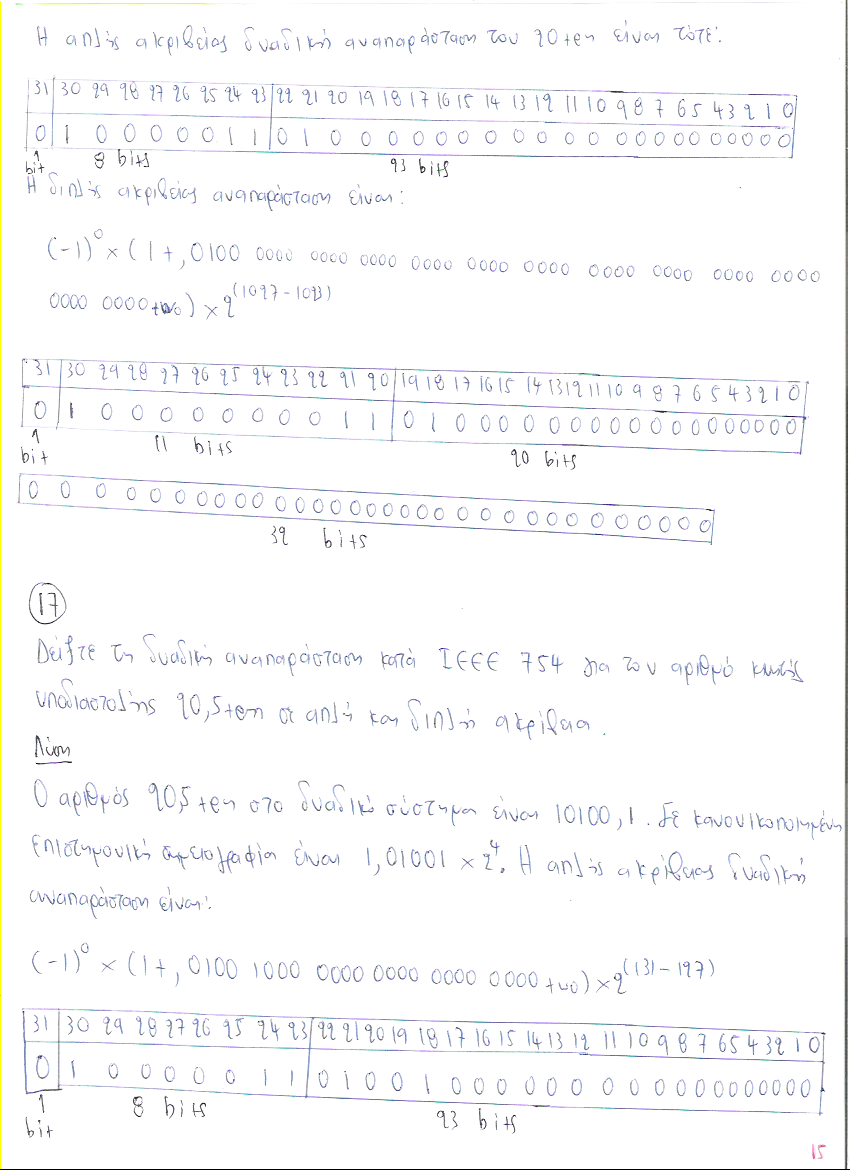 Η απλής ακρίβειας δυαδική αναπαράσταση του 20ten είναι τότε:
31 30 29 28 27 26 25 24 23 22 21 20 19 18 17 16 15 14 13 12 11 10 9 8 7 6 5 4 3 2 1 0
0 1 0 0 0 0 0 1 1 0 1 0 0 0 0 0 0 0 0 0 0 0 0 0 0 0 0 0 0 0 0 0
1 bit 8 bits 23 bits
Η διπλής ακρίβειας αναπαράσταση είναι:
(-1)^0 × (1+,0100 0000 0000 0000 0000 0000 0000 0000 0000 0000 0000
0000 0000two) × 2^(1027-1023)
31 30 29 28 27 26 25 24 23 22 21 20 19 18 17 16 15 14 13 12 11 10 9 8 7 6 5 4 3 2 1 0
0 1 0 0 0 0 0 0 0 0 1 1 0 1 0 0 0 0 0 0 0 0 0 0 0 0 0 0 0 0 0 0
1 bit 11 bits 20 bits
0 0 0 0 0 0 0 0 0 0 0 0 0 0 0 0 0 0 0 0 0 0 0 0 0 0 0 0 0 0 0 0
32 bits
17
Δείξτε τη δυαδική αναπαράσταση κατά IEEE 754 για τον αριθμό κινητής
υποδιαστολής 20,5ten σε απλή και διπλή ακρίβεια.
Λύση
Ο αριθμός 20,5ten στο δυαδικό σύστημα είναι 10100,1. Σε κανονικοποιημένη
επιστημονική σημειογραφία είναι 1,01001 × 2^4. Η απλής ακρίβειας δυαδική
αναπαράσταση είναι:
(-1)^0 × (1+,0100 1000 0000 0000 0000 0000two) × 2^(131-127)
31 30 29 28 27 26 25 24 23 22 21 20 19 18 17 16 15 14 13 12 11 10 9 8 7 6 5 4 3 2 1 0
0 1 0 0 0 0 0 1 1 0 1 0 0 1 0 0 0 0 0 0 0 0 0 0 0 0 0 0 0 0 0 0
1 bit 8 bits 23 bits
15